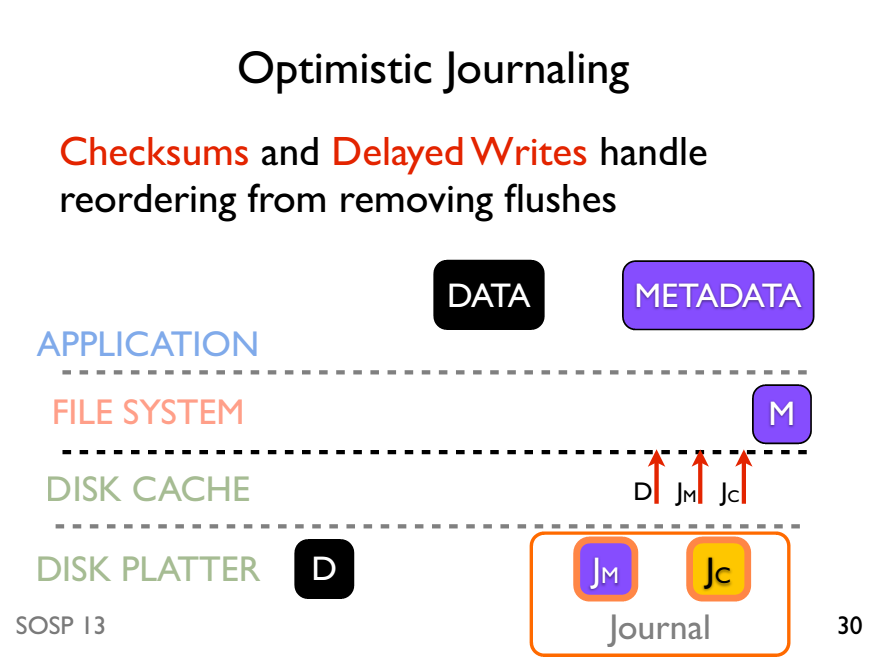 Optimistic Journaling
Checksums and Delayed Writes handle
reordering from removing flushes
DATA METADATA
APPLICATION
FILE SYSTEM M
DISK CACHE D JM JC
DISK PLATTER D JM JC
SOSP 13 Journal 30